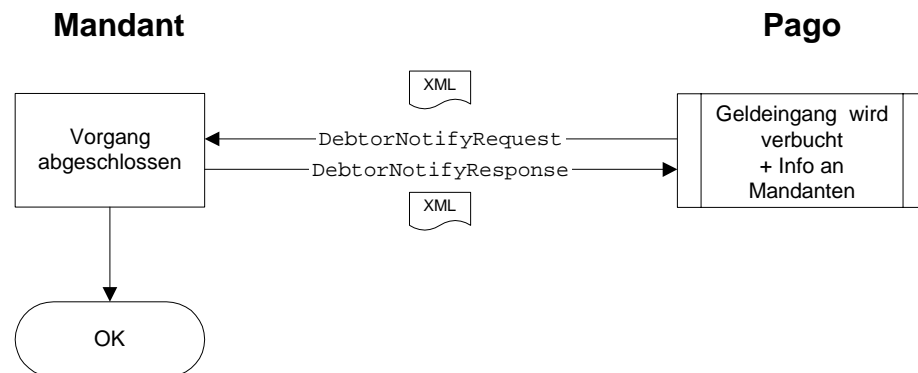 Mandant
Pago
XML
Vorgang
abgeschlossen
DebtorNotifyRequest
DebtorNotifyResponse
XML
Geldeingang wird
verbucht
+ Info an
Mandanten
OK